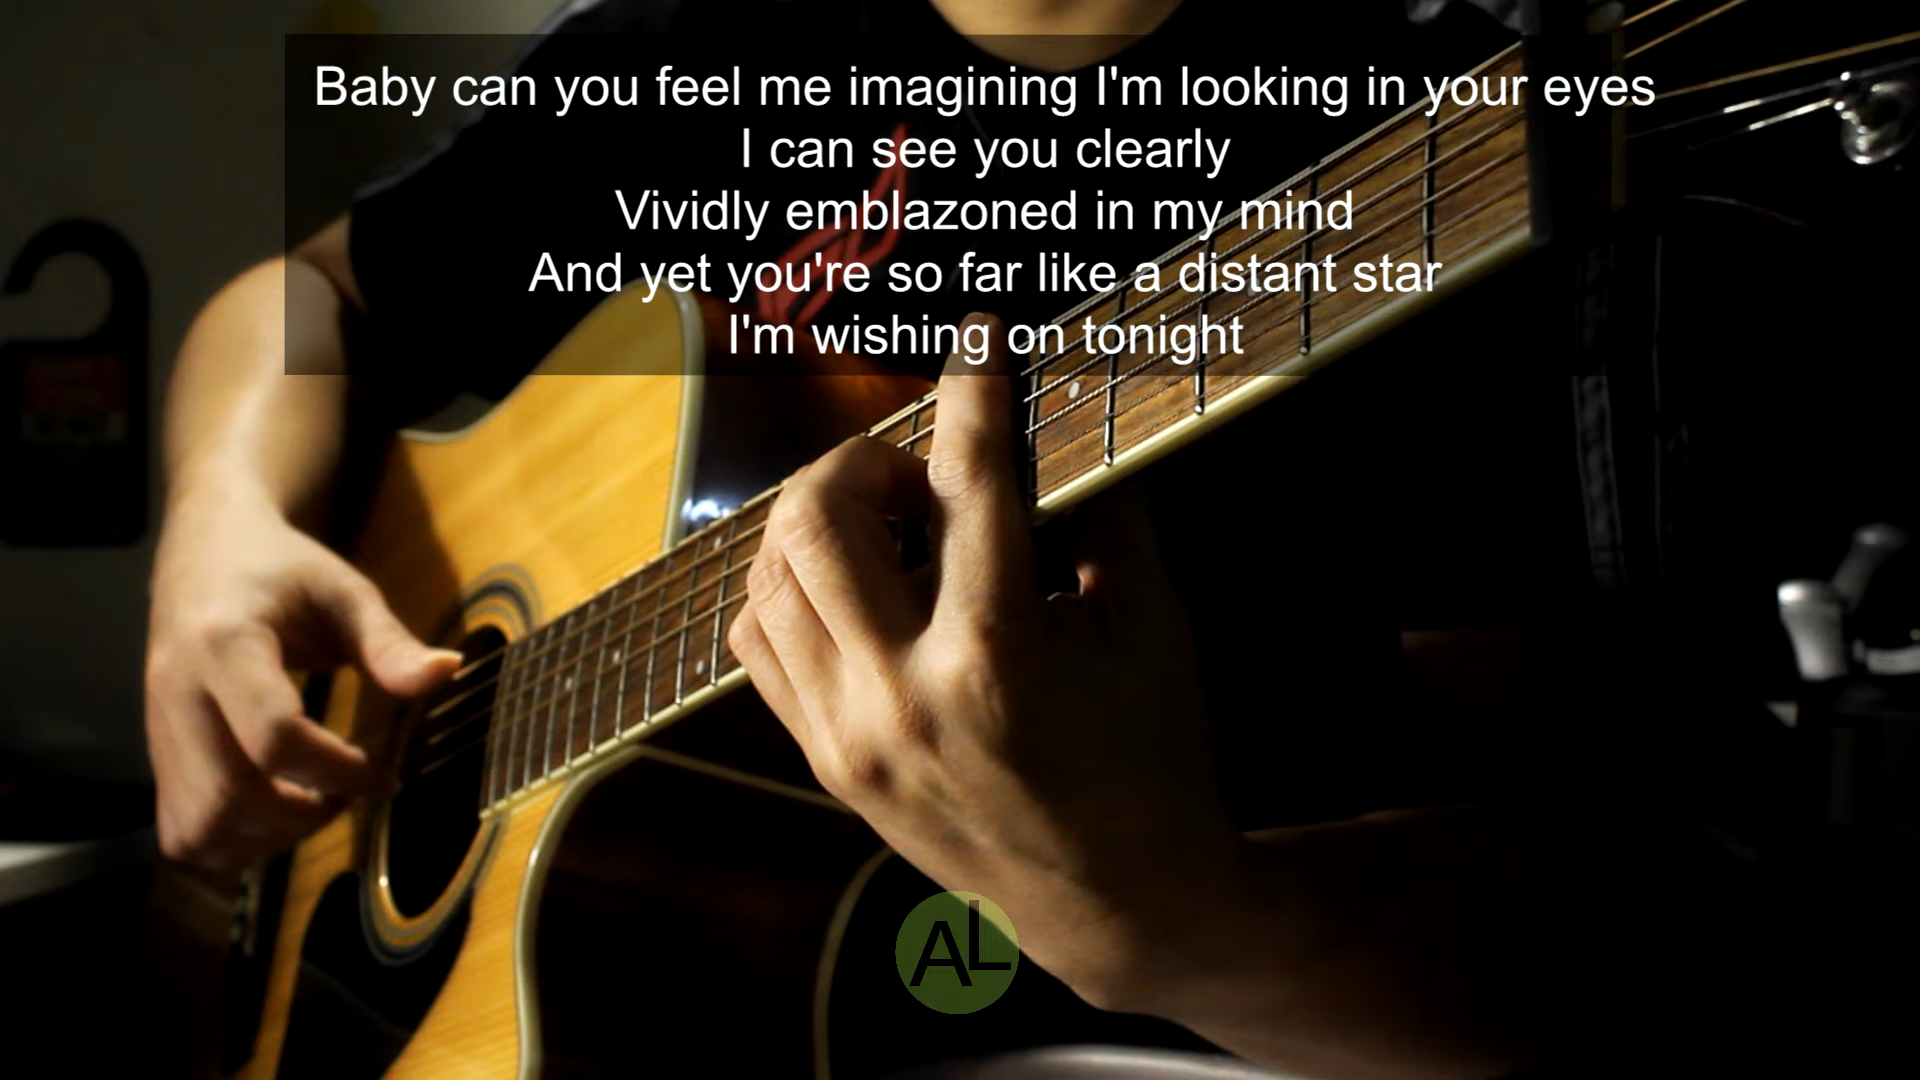 Baby can you feel me imagining I'm looking in your eyes
I can see you clearly
Vividly emblazoned in my mind
And yet you're so far like a distant star
I'm wishing on tonight
AL